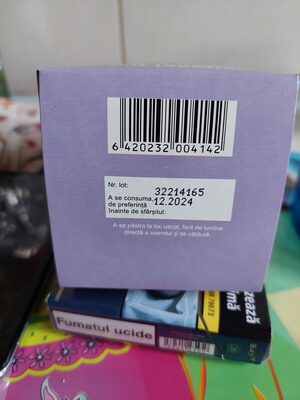 6 420232 004142
Nr. lot: 32214165
A se consuma, 12.2024
de preferință
înainte de sfârșitul:
A se păstra la loc uscat, ferit de lumina
directă a soarelui și de căldură.
Fumatul ucide